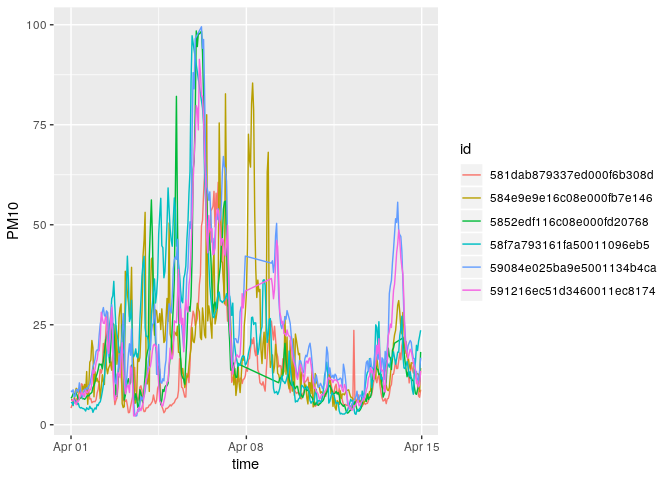 100
75
50
25
0
PM10
Apr 01
Apr 08
Apr 15
time
id
581dab879337ed000f6b308d
584e9e9e16c08e000fb7e146
5852edf116c08e000fd20768
58f7a793161fa50011096eb5
59084e025ba9e5001134b4ca
591216ec51d3460011ec8174